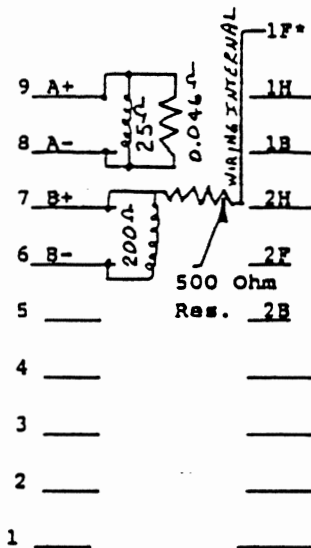 1F*
9 A+ 1H
8 A- 1B
7 B+ 2H
6 B- 2F
5 2B
4
3
2
1
25Ω
0.046Ω
WIRING INTERNAL
200Ω
500 Ohm
Res.